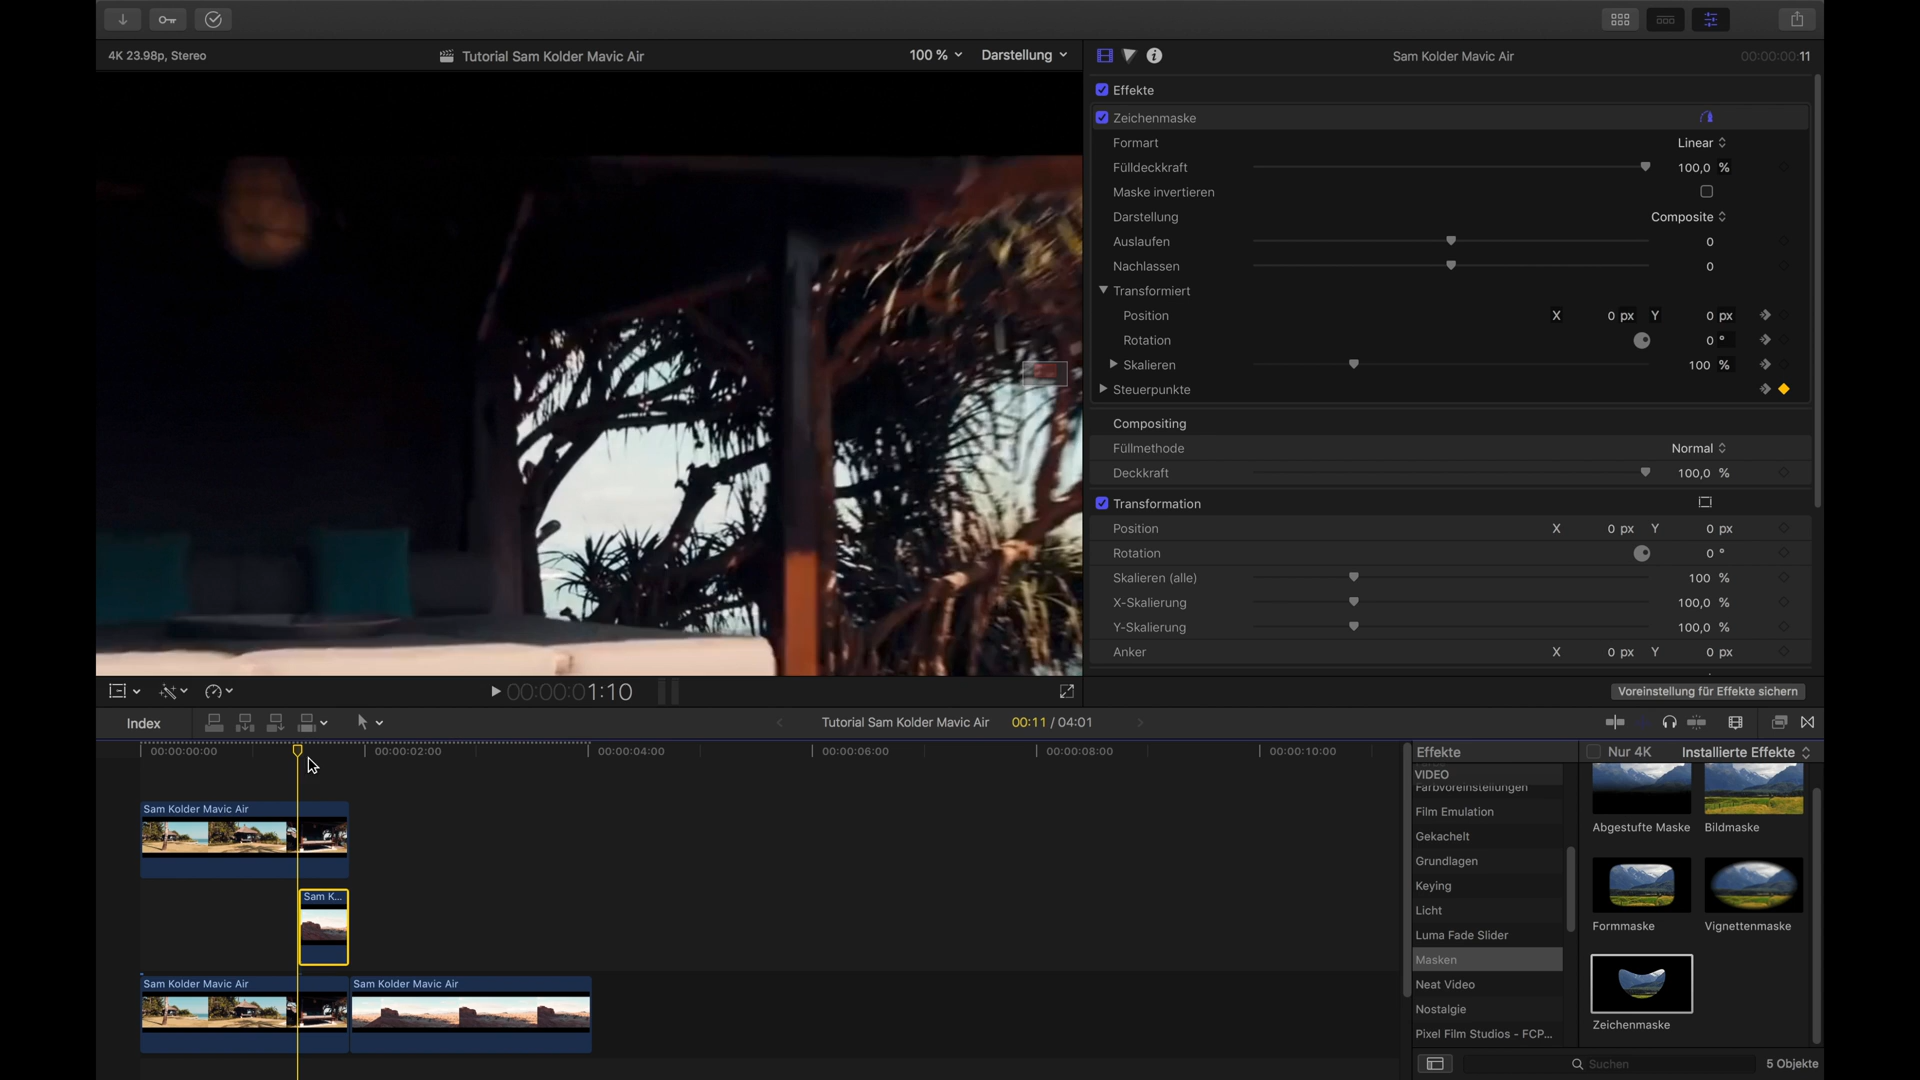 4K 23.98p, Stereo
Tutorial Sam Kolder Mavic Air
100 %
Darstellung
Sam Kolder Mavic Air
00:00:00:11
Effekte
Zeichenmaske
Formart
Linear
Fülldeckkraft
100,0 %
Maske invertieren
Darstellung
Composite
Auslaufen
0
Nachlassen
0
Transformiert
Position
X 0 px Y 0 px
Rotation
0 °
Skalieren
100 %
Steuerpunkte
Compositing
Füllmethode
Normal
Deckkraft
100,0 %
Transformation
Position
X 0 px Y 0 px
Rotation
0 °
Skalieren (alle)
100 %
X-Skalierung
100,0 %
Y-Skalierung
100,0 %
Anker
X 0 px Y 0 px
00:00:01:10
Voreinstellung für Effekte sichern
Index
Tutorial Sam Kolder Mavic Air
00:11 / 04:01
00:00:00:00
00:00:02:00
00:00:04:00
00:00:06:00
00:00:08:00
00:00:10:00
Sam Kolder Mavic Air
Sam K...
Sam Kolder Mavic Air
Sam Kolder Mavic Air
Effekte
Nur 4K
Installierte Effekte
VIDEO
Farbvoreinstellungen
Film Emulation
Gekachelt
Grundlagen
Keying
Licht
Luma Fade Slider
Masken
Neat Video
Nostalgie
Pixel Film Studios - FCP...
Abgestufte Maske
Bildmaske
Formmaske
Vignettenmaske
Zeichenmaske
Suchen
5 Objekte